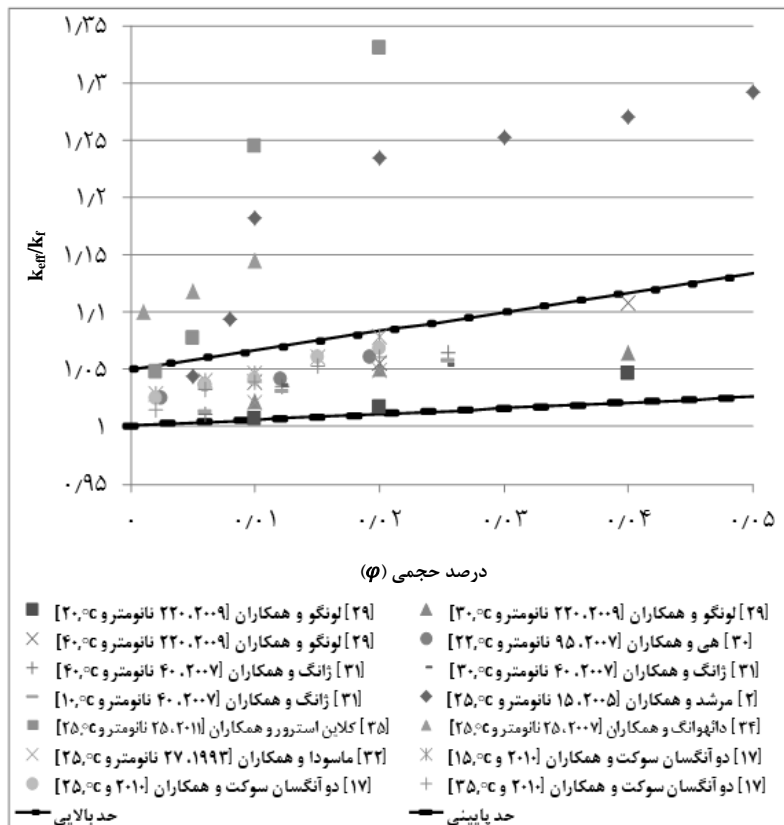 ۱/۳۵
۱/۳
۱/۲۵
۱/۲
۱/۱۵
۱/۱
۱/۰۵
۱
۰/۹۵
k_eff/k_f
۰
۰/۰۱
۰/۰۲
۰/۰۳
۰/۰۴
۰/۰۵
درصد حجمی (φ)
[29] لونگو و همکاران [۲۰۰۹، ۲۲۰ نانومتر و ۲۰,°c]
[29] لونگو و همکاران [۲۰۰۹، ۲۲۰ نانومتر و ۳۰,°c]
[29] لونگو و همکاران [۲۰۰۹، ۲۲۰ نانومتر و ۴۰,°c]
[۳۰] هی و همکاران [۲۰۰۷، ۹۵ نانومتر و ۲۲,°c]
[۳۱] ژانگ و همکاران [۲۰۰۷، ۴۰ نانومتر و ۴۰,°c]
[۳۱] ژانگ و همکاران [۲۰۰۷، ۴۰ نانومتر و ۳۰,°c]
[۳۱] ژانگ و همکاران [۲۰۰۷، ۴۰ نانومتر و ۱۰,°c]
[۲] مرشد و همکاران [۲۰۰۵، ۱۵ نانومتر و ۲۵,°c]
[۳۵] کلاین استرور و همکاران [۲۰۱۱، ۲۵ نانومتر و ۲۵,°c]
[۳۴] دائهوانگ و همکاران [۲۰۰۷، ۲۵ نانومتر و ۲۵,°c]
[۳۲] ماسودا و همکاران [۱۹۹۳، ۲۷ نانومتر و ۲۵,°c]
[۱۷] دو آنگسان سوکت و همکاران [۲۰۱۰ و ۱۵,°c]
[۱۷] دو آنگسان سوکت و همکاران [۲۰۱۰ و ۲۵,°c]
[۱۷] دو آنگسان سوکت و همکاران [۲۰۱۰ و ۳۵,°c]
حد بالایی
حد پایینی